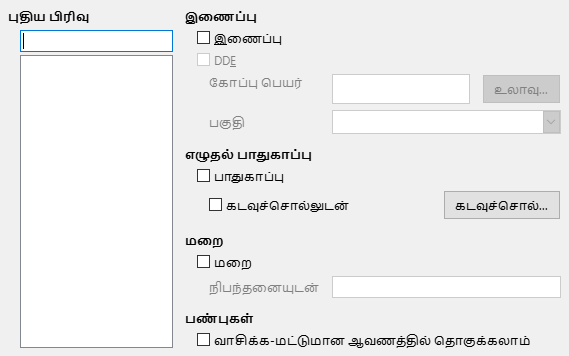 புதிய பிரிவு
இணைப்பு
இணைப்பு
DDE
கோப்பு பெயர்
உலாவு...
பகுதி
எழுதல் பாதுகாப்பு
பாதுகாப்பு
கடவுச்சொல்லுடன்
கடவுச்சொல்...
மறை
மறை
நிபந்தனையுடன்
பண்புகள்
வாசிக்க-மட்டுமான ஆவணத்தில் தொகுக்கலாம்